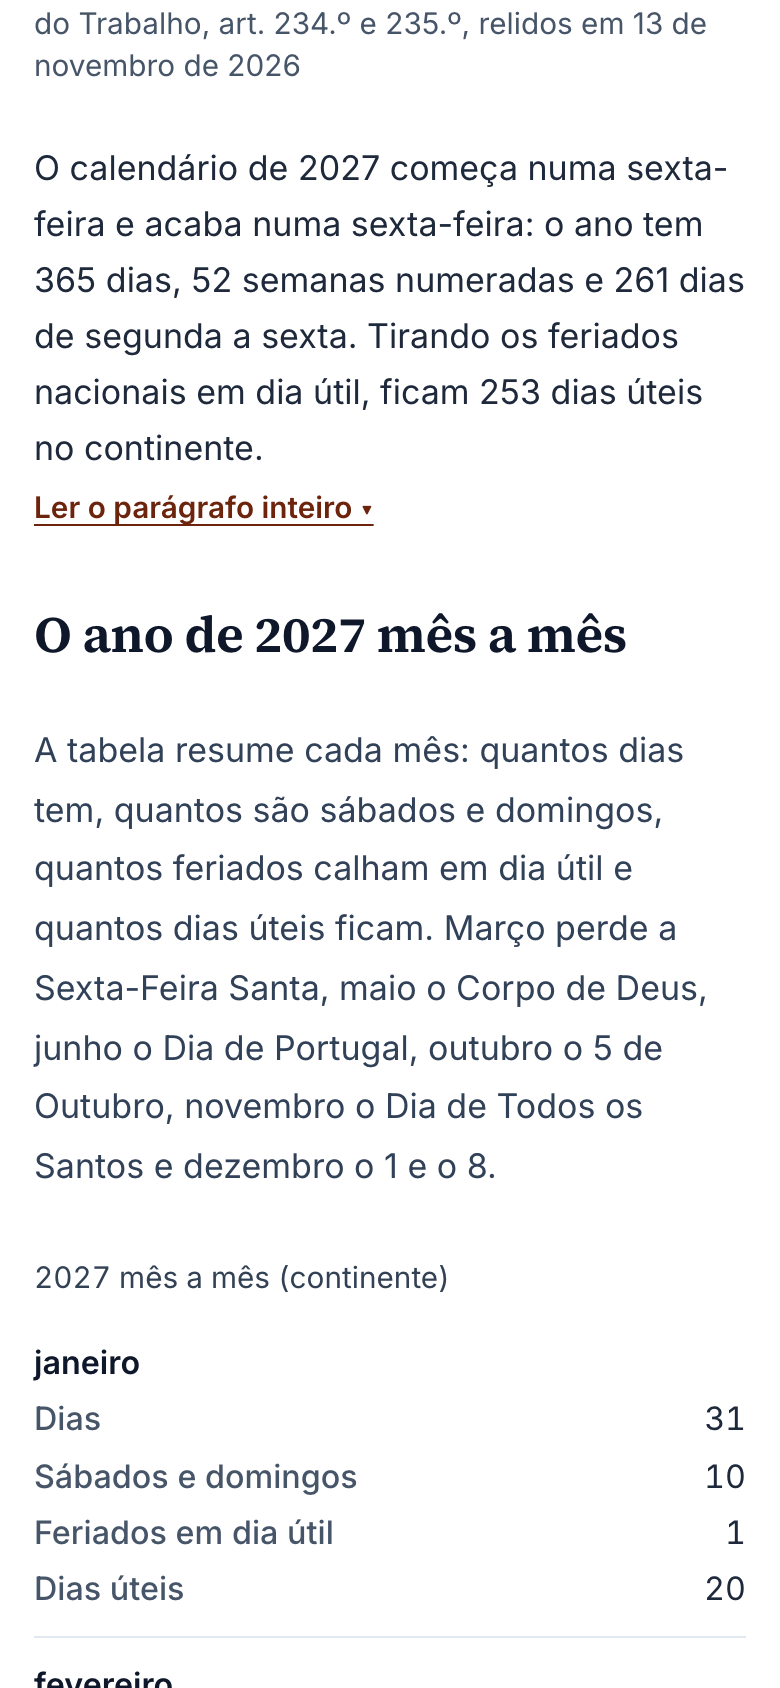 do Trabalho, art. 234.º e 235.º, relidos em 13 de
novembro de 2026
O calendário de 2027 começa numa sexta-
feira e acaba numa sexta-feira: o ano tem
365 dias, 52 semanas numeradas e 261 dias
de segunda a sexta. Tirando os feriados
nacionais em dia útil, ficam 253 dias úteis
no continente.
Ler o parágrafo inteiro ▾
O ano de 2027 mês a mês
A tabela resume cada mês: quantos dias
tem, quantos são sábados e domingos,
quantos feriados calham em dia útil e
quantos dias úteis ficam. Março perde a
Sexta-Feira Santa, maio o Corpo de Deus,
junho o Dia de Portugal, outubro o 5 de
Outubro, novembro o Dia de Todos os
Santos e dezembro o 1 e o 8.
2027 mês a mês (continente)
janeiro
Dias 31
Sábados e domingos 10
Feriados em dia útil 1
Dias úteis 20
fevereiro